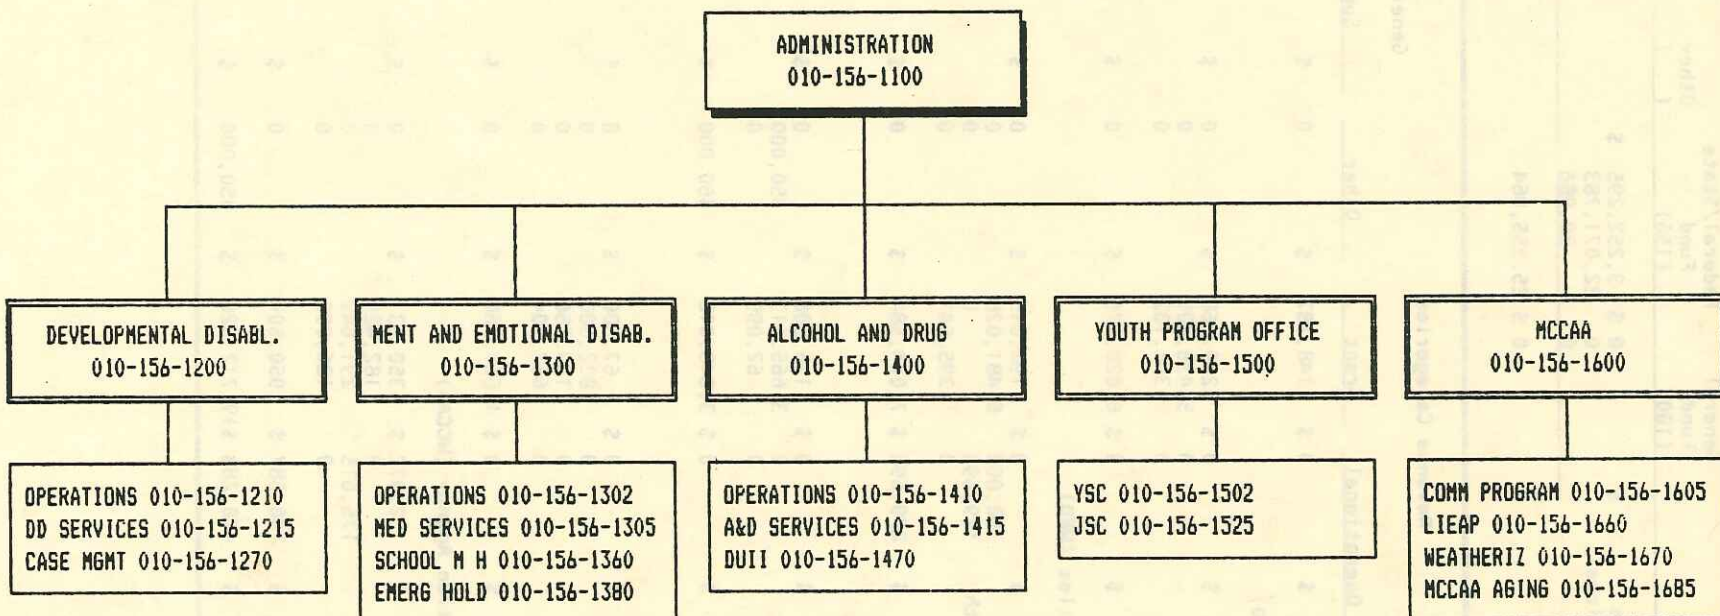 ADMINISTRATION
010-156-1100
DEVELOPMENTAL DISABL.
010-156-1200
MENT AND EMOTIONAL DISAB.
010-156-1300
ALCOHOL AND DRUG
010-156-1400
YOUTH PROGRAM OFFICE
010-156-1500
MCCAA
010-156-1600
OPERATIONS 010-156-1210
DD SERVICES 010-156-1215
CASE MGMT 010-156-1270
OPERATIONS 010-156-1302
MED SERVICES 010-156-1305
SCHOOL M H 010-156-1360
EMERG HOLD 010-156-1380
OPERATIONS 010-156-1410
A&D SERVICES 010-156-1415
DUII 010-156-1470
YSC 010-156-1502
JSC 010-156-1525
COMM PROGRAM 010-156-1605
LIEAP 010-156-1660
WEATHERIZ 010-156-1670
MCCAA AGING 010-156-1685